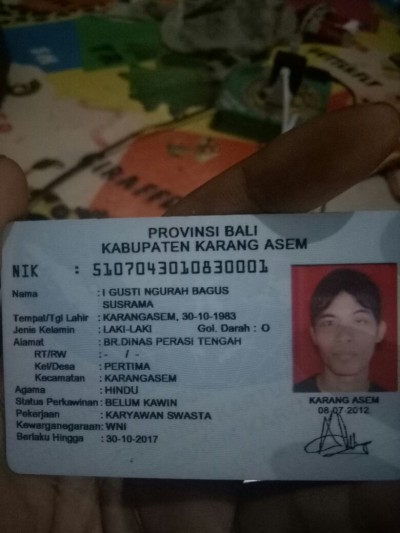 PROVINSI BALI
KABUPATEN KARANG ASEM
NIK : 5107043010830001
Nama : I GUSTI NGURAH BAGUS
SUSRAMA
Tempat/Tgl Lahir : KARANGASEM, 30-10-1983
Jenis Kelamin : LAKI-LAKI Gol. Darah : O
Alamat : BR.DINAS PERASI TENGAH
RT/RW : - / -
Kel/Desa : PERTIMA
Kecamatan : KARANGASEM
Agama : HINDU
Status Perkawinan : BELUM KAWIN
Pekerjaan : KARYAWAN SWASTA
Kewarganegaraan : WNI
Berlaku Hingga : 30-10-2017
KARANG ASEM
08-07-2012
GIRAFFE